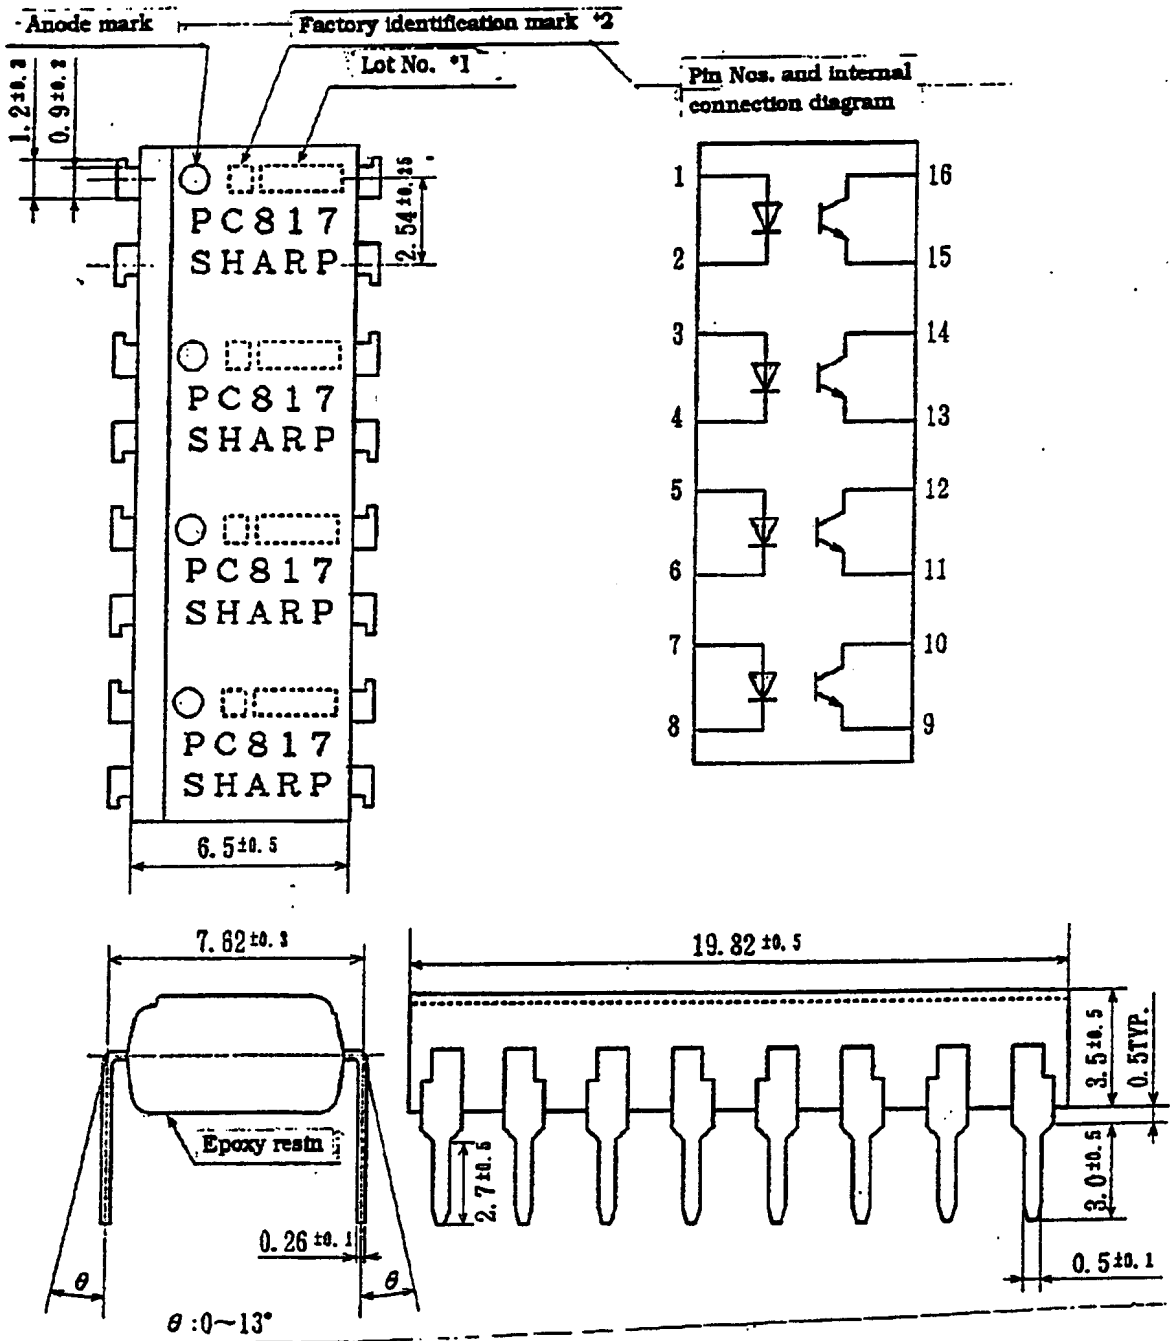 Anode mark
Factory identification mark *2
Lot No. *1
Pin Nos. and internal
connection diagram
1.2±0.3
0.9±0.2
2.54±0.25
PC817
SHARP
PC817
SHARP
PC817
SHARP
PC817
SHARP
6.5±0.5
1
16
2
15
3
14
4
13
5
12
6
11
7
10
8
9
7.62±0.3
19.82±0.5
3.5±0.5
0.5TYP.
Epoxy resin
2.7±0.5
3.0±0.5
0.26±0.1
0.5±0.1
θ
θ
θ:0~13°